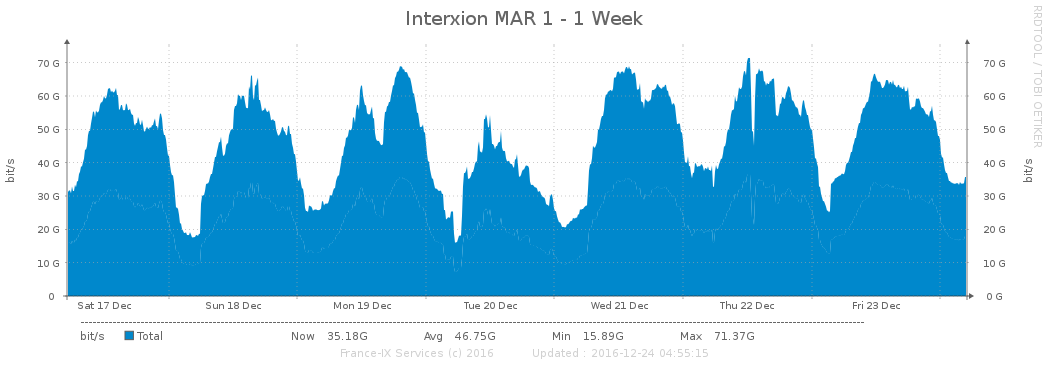 Interxion MAR 1 - 1 Week
RRDTOOL / TOBI OETIKER
bit/s
70 G 70 G
60 G 60 G
50 G 50 G
40 G 40 G
30 G 30 G
20 G 20 G
10 G 10 G
0 0 G
bit/s
Sat 17 Dec Sun 18 Dec Mon 19 Dec Tue 20 Dec Wed 21 Dec Thu 22 Dec Fri 23 Dec
bit/s Total Now 35.18G Avg 46.75G Min 15.89G Max 71.37G
France-IX Services (c) 2016 Updated : 2016-12-24 04:55:15